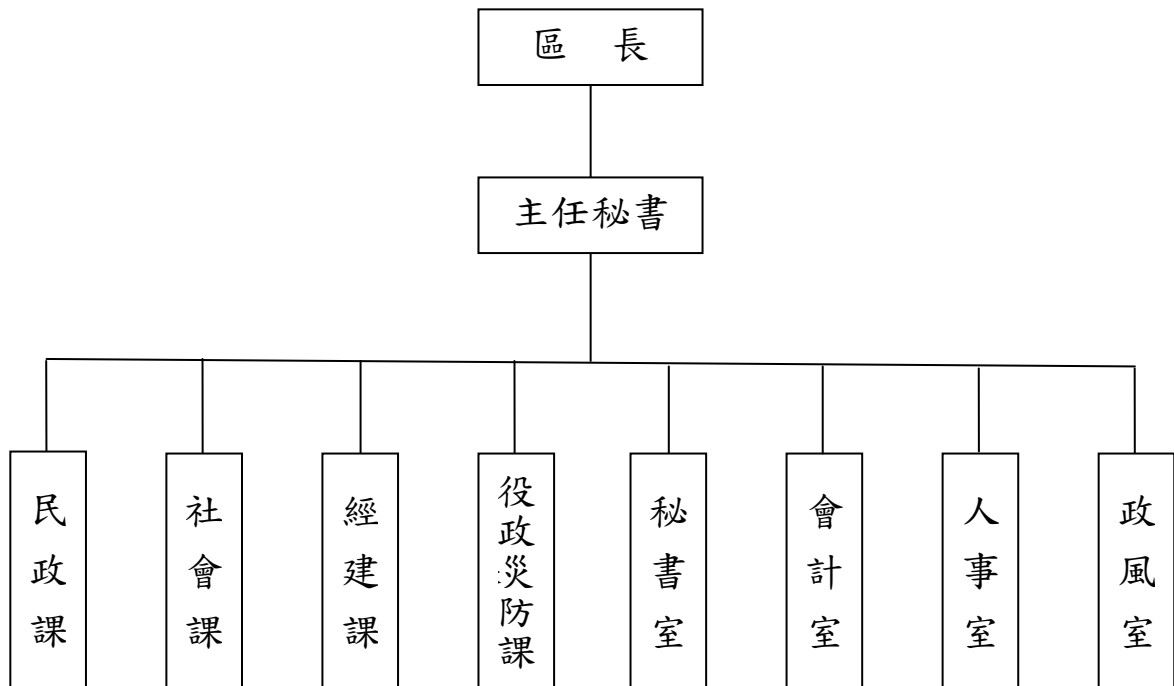 區 長
主任秘書
民政課
社會課
經建課
役政災防課
秘書室
會計室
人事室
政風室